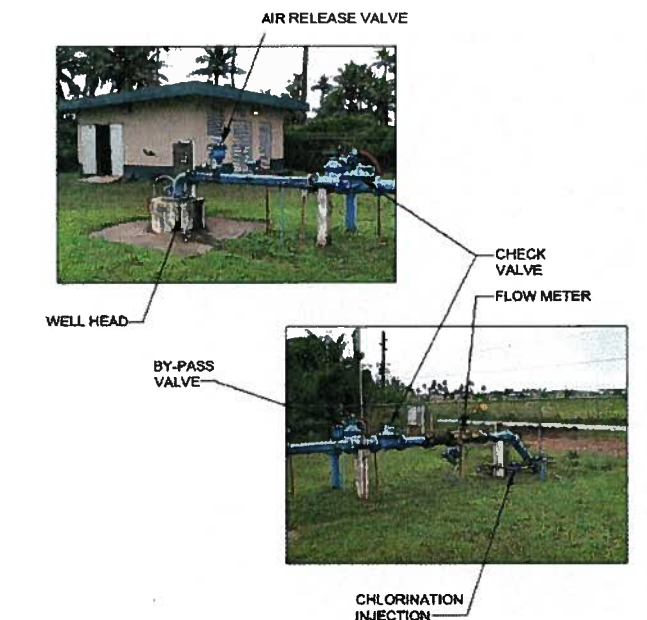 AIR RELEASE VALVE
CHECK
VALVE
FLOW METER
WELL HEAD
BY-PASS
VALVE
CHLORINATION
INJECTION